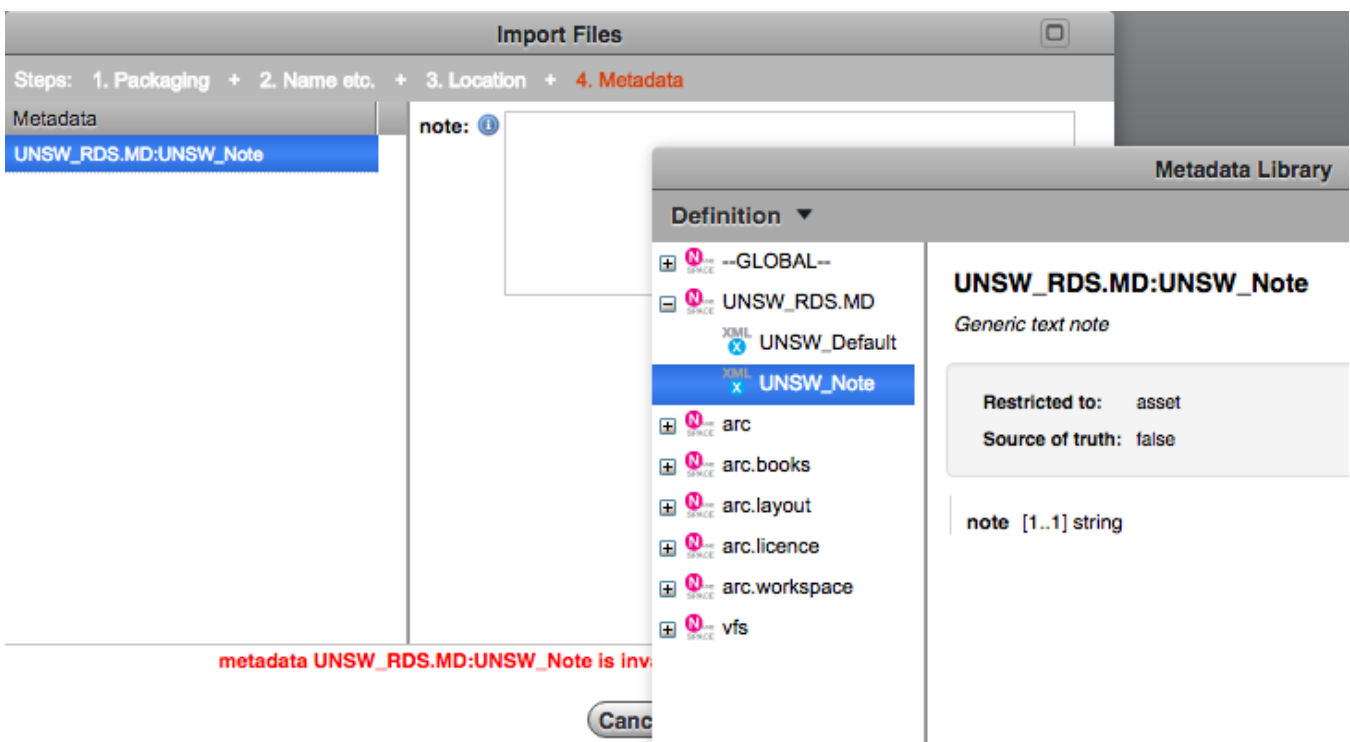 Import Files
Steps: 1. Packaging + 2. Name etc. + 3. Location + 4. Metadata
Metadata
UNSW_RDS.MD:UNSW_Note
note:
metadata UNSW_RDS.MD:UNSW_Note is inva
Canc
Metadata Library
Definition
--GLOBAL--
UNSW_RDS.MD
UNSW_Default
UNSW_Note
arc
arc.books
arc.layout
arc.licence
arc.workspace
vfs
UNSW_RDS.MD:UNSW_Note
Generic text note
Restricted to: asset
Source of truth: false
note [1..1] string